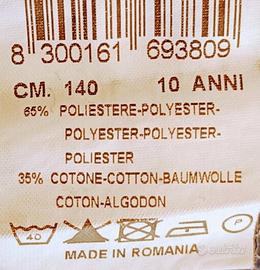 8 300161 693809
CM. 140 10 ANNI
65% POLIESTERE-POLYESTER-
POLYESTER-POLYESTER-
POLIESTER
35% COTONE-COTTON-BAUMWOLLE
COTON-ALGODON
40 P
MADE IN ROMANIA
subito